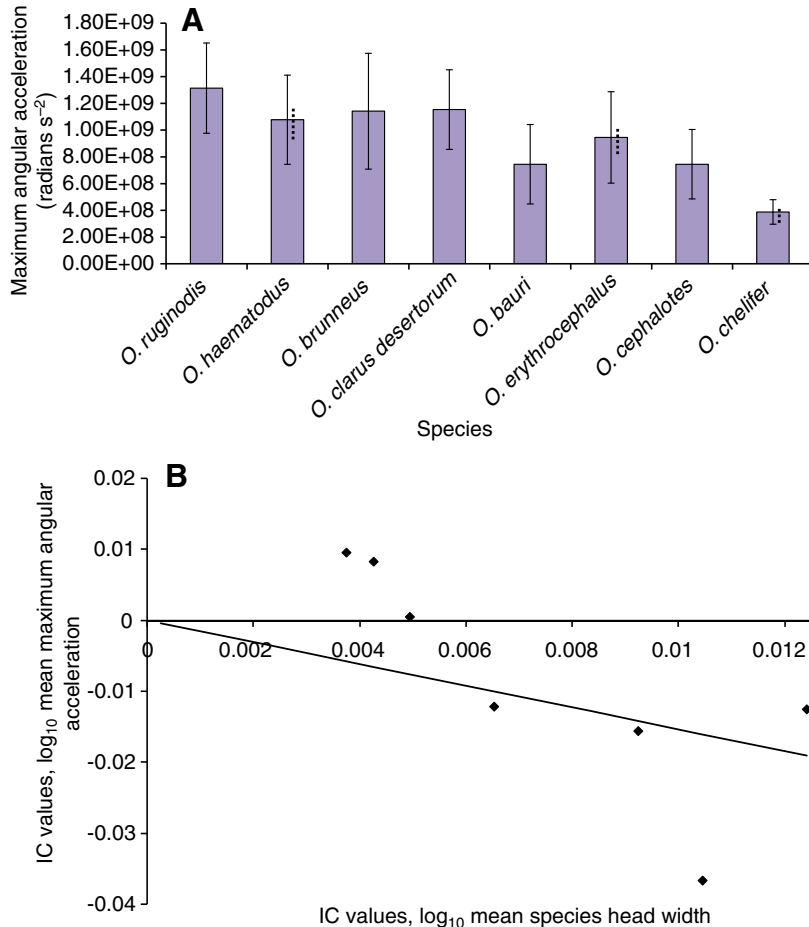 A
Maximum angular acceleration
(radians s⁻²)
1.80E+09
1.60E+09
1.40E+09
1.20E+09
1.00E+09
8.00E+08
6.00E+08
4.00E+08
2.00E+08
0.00E+00
O. ruginodis
O. haematodus
O. brunneus
O. clarus desertorum
O. bauri
O. erythrocephalus
O. cephalotes
O. chelifer
Species
B
IC values, log₁₀ mean maximum angular
acceleration
0.02
0.01
0
-0.01
-0.02
-0.03
-0.04
0 0.002 0.004 0.006 0.008 0.01 0.012
IC values, log₁₀ mean species head width